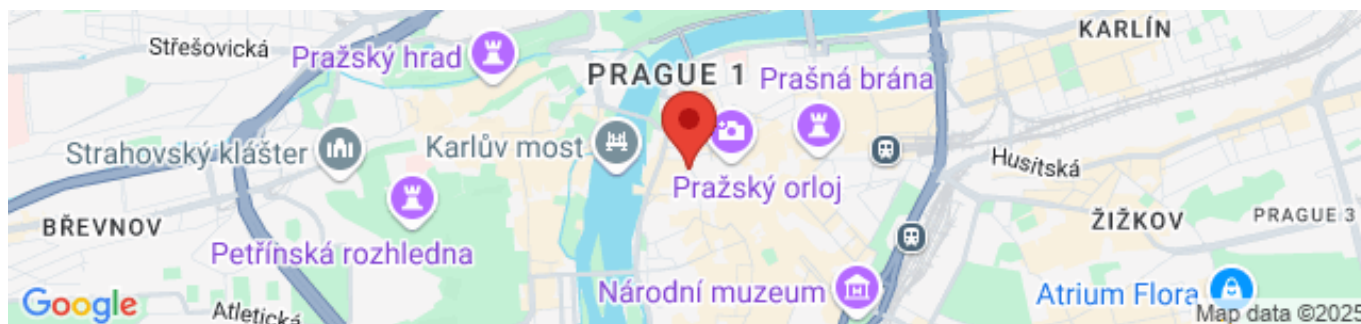 KARLÍN
Střešovická
Pražský hrad
PRAGUE 1
Prašná brána
Strahovský klášter
Karlův most
Husitská
Pražský orloj
BŘEVNOV
ŽIŽKOV
PRAGUE 3
Petřínská rozhledna
Národní muzeum
Atrium Flora
Google
Atletická
Map data ©2025